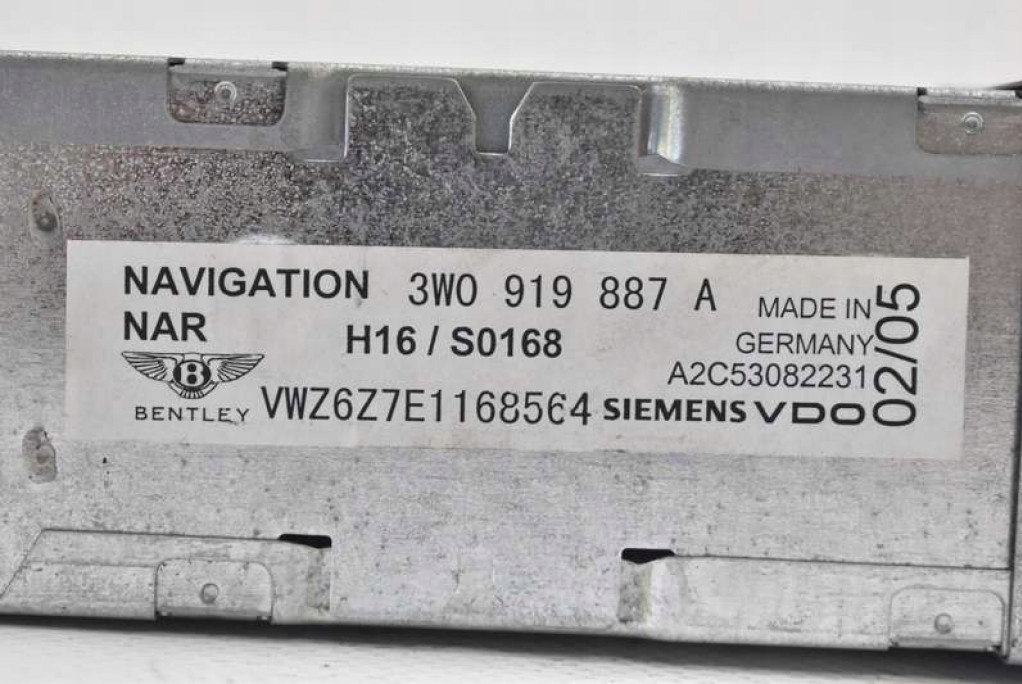 NAVIGATION 3W0 919 887 A
NAR H16 / S0168
MADE IN
GERMANY
A2C53082231
02/05
B
BENTLEY VWZ6Z7E1168564 SIEMENS VDO